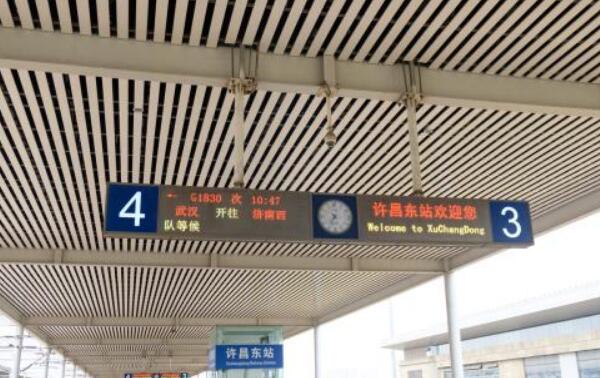 4
← G1830 次 10:47
武汉 开往 济南西
队等候
许昌东站欢迎您
Welcome to XuChangDong
3
许昌东站